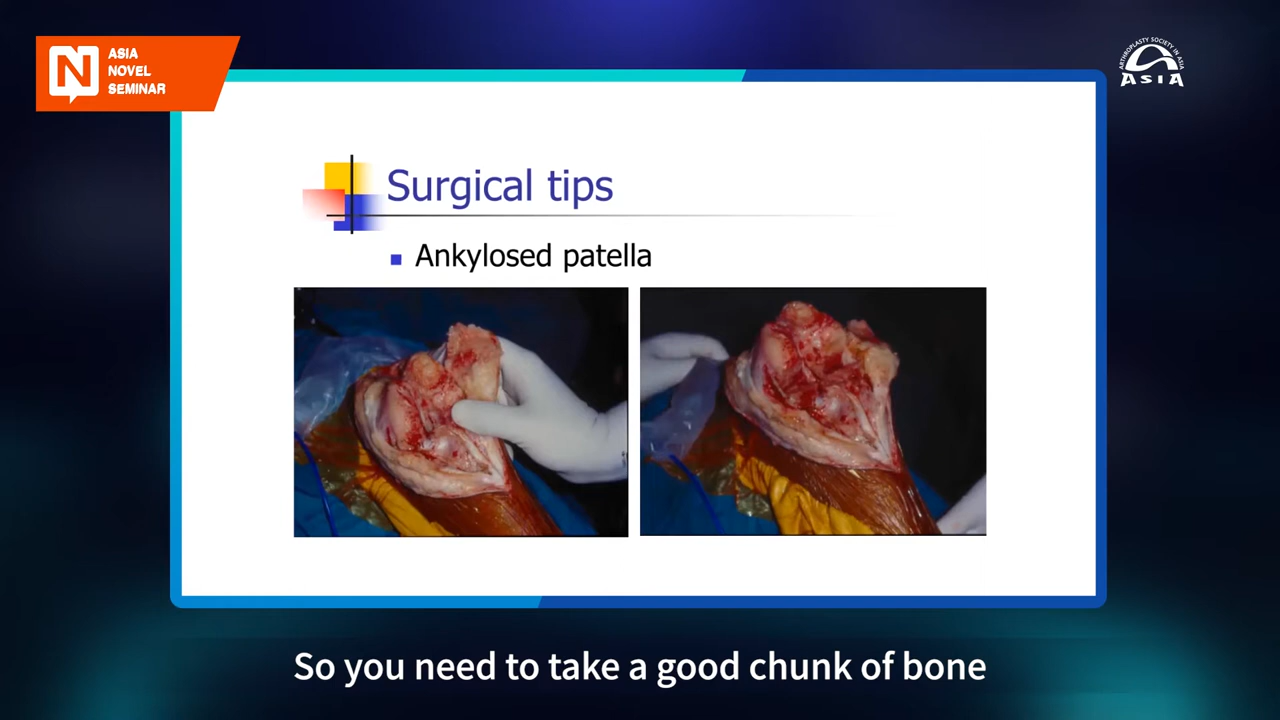 ASIA
NOVEL
SEMINAR
ARTHROPLASTY SOCIETY IN ASIA
ASIA
Surgical tips
Ankylosed patella
So you need to take a good chunk of bone